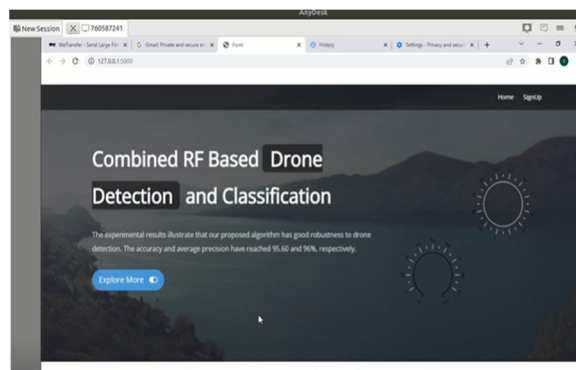 AnyDesk
New Session
760587241
WeTransfer - Send Large File
Gmail: Private and secure em
Form
History
Settings - Privacy and securit
127.0.0.1:5000
Home SignUp
Combined RF Based Drone
Detection and Classification
The experimental results illustrate that our proposed algorithm has good robustness to drone
detection. The accuracy and average precision have reached 95.60 and 96%, respectively.
Explore More